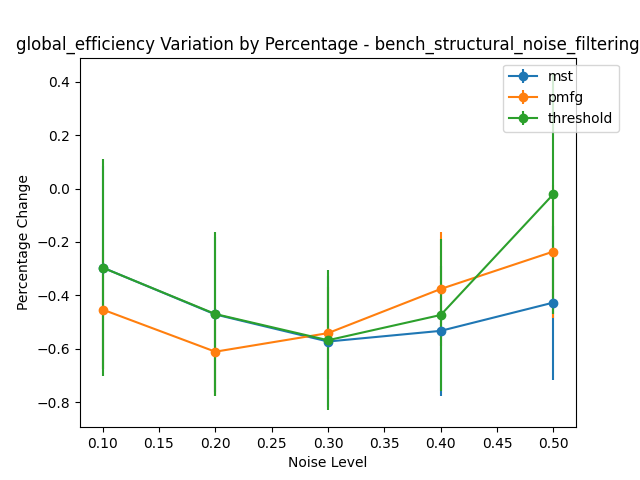 global_efficiency Variation by Percentage - bench_structural_noise_filtering
mst
pmfg
threshold
Percentage Change
0.4
0.2
0.0
−0.2
−0.4
−0.6
−0.8
0.10 0.15 0.20 0.25 0.30 0.35 0.40 0.45 0.50
Noise Level